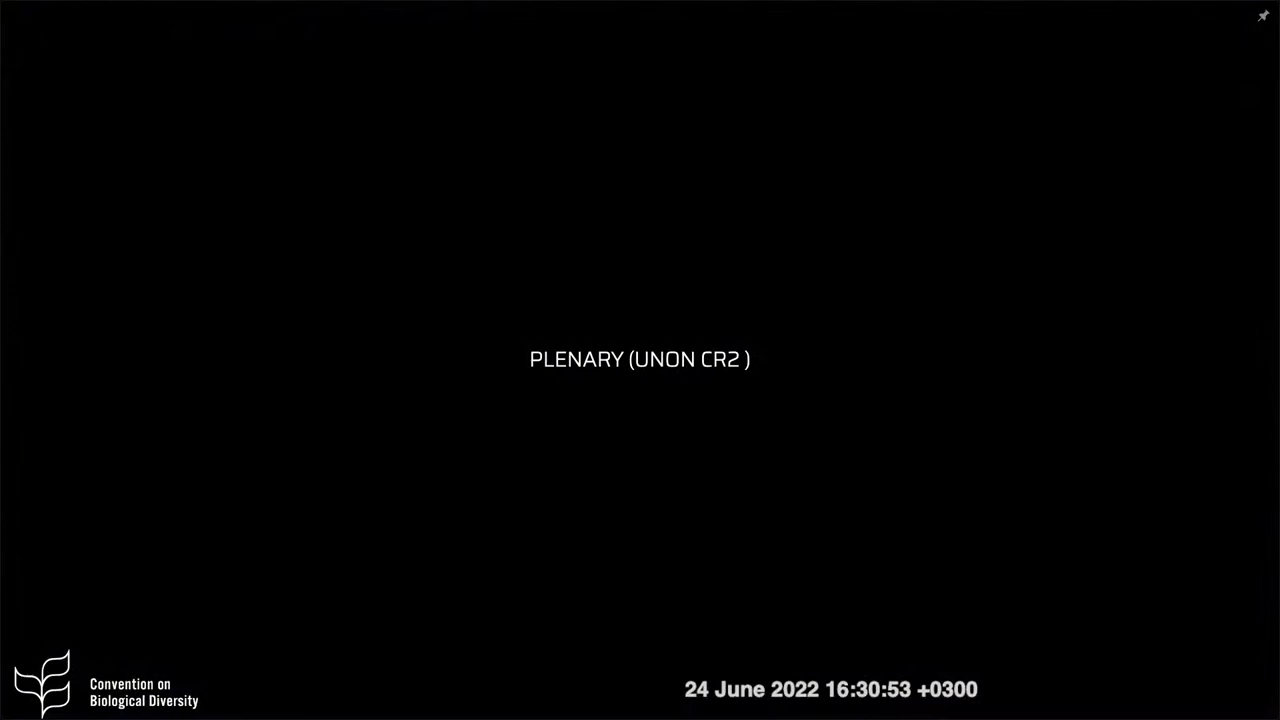 PLENARY (UNON CR2 )
Convention on
Biological Diversity
24 June 2022 16:30:53 +0300